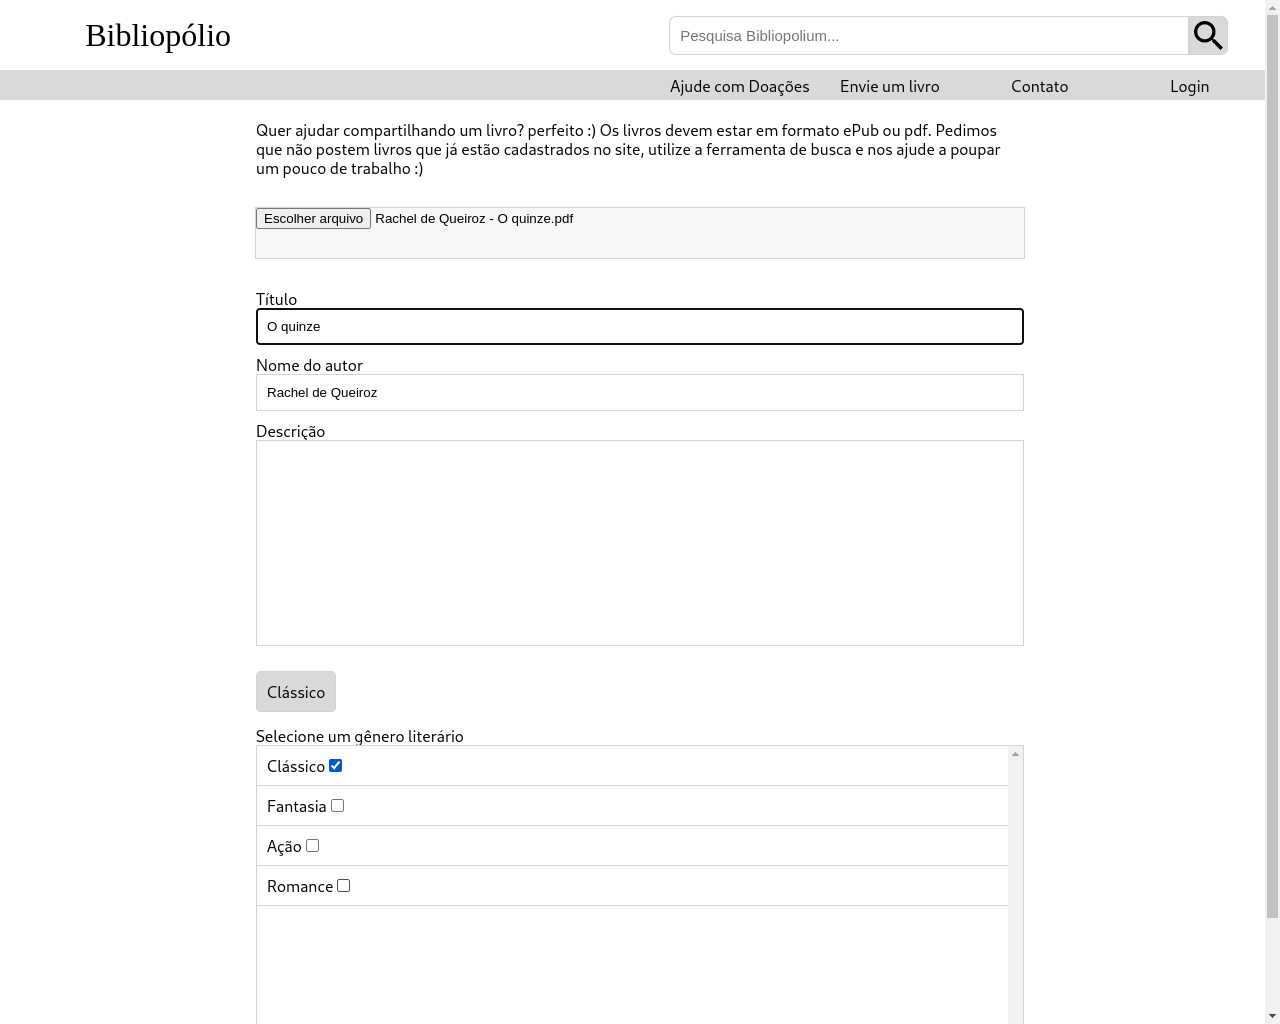 Bibliopólio
Pesquisa Bibliopolium...
Ajude com Doações
Envie um livro
Contato
Login
Quer ajudar compartilhando um livro? perfeito :) Os livros devem estar em formato ePub ou pdf. Pedimos
que não postem livros que já estão cadastrados no site, utilize a ferramenta de busca e nos ajude a poupar
um pouco de trabalho :)
Escolher arquivo Rachel de Queiroz - O quinze.pdf
Título
O quinze
Nome do autor
Rachel de Queiroz
Descrição
Clássico
Selecione um gênero literário
Clássico
Fantasia
Ação
Romance